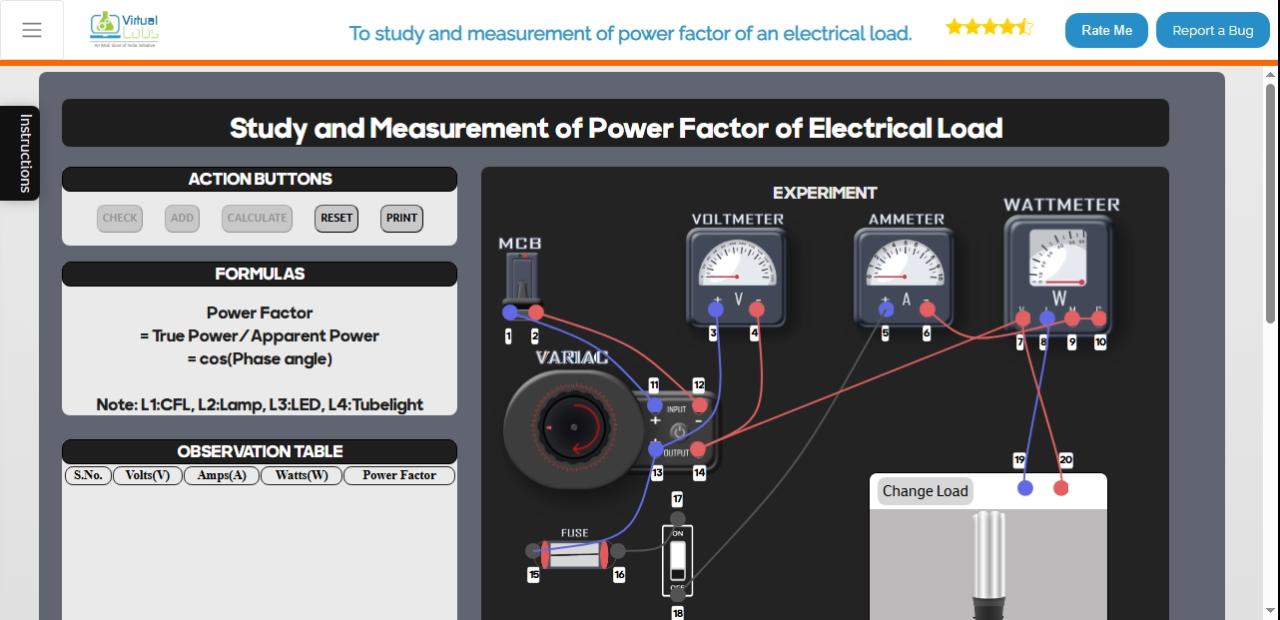 Virtual
Labs
An MoE Govt of India Initiative
To study and measurement of power factor of an electrical load.
Rate Me
Report a Bug
Instructions
Study and Measurement of Power Factor of Electrical Load
ACTION BUTTONS
CHECK
ADD
CALCULATE
RESET
PRINT
FORMULAS
Power Factor
= True Power/Apparent Power
= cos(Phase angle)
Note: L1:CFL, L2:Lamp, L3:LED, L4:Tubelight
OBSERVATION TABLE
S.No.
Volts(V)
Amps(A)
Watts(W)
Power Factor
EXPERIMENT
VOLTMETER
AMMETER
WATTMETER
MCB
+ V -
+ A -
W
1
2
3
4
5
6
7
8
9
10
VARIAC
11
12
INPUT
+
-
+
OUTPUT
13
14
17
19
20
Change Load
FUSE
ON
OFF
15
16
18